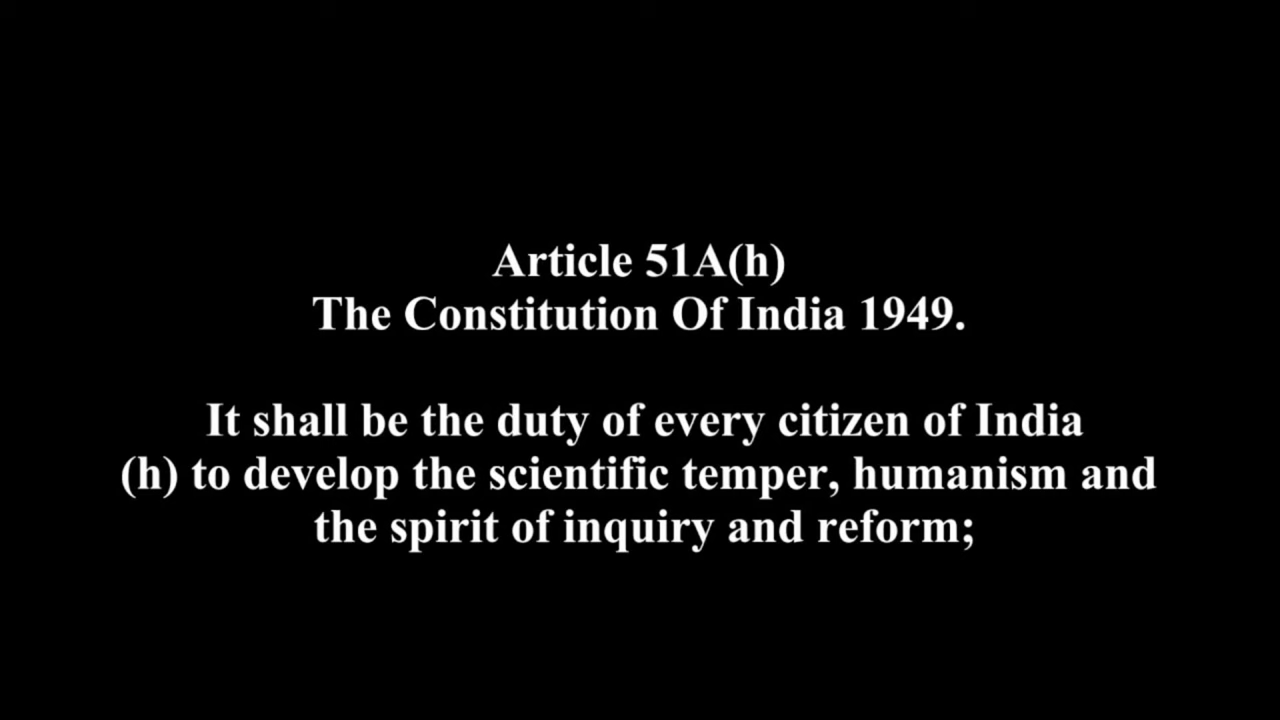 Article 51A(h)
The Constitution Of India 1949.
It shall be the duty of every citizen of India
(h) to develop the scientific temper, humanism and
the spirit of inquiry and reform;